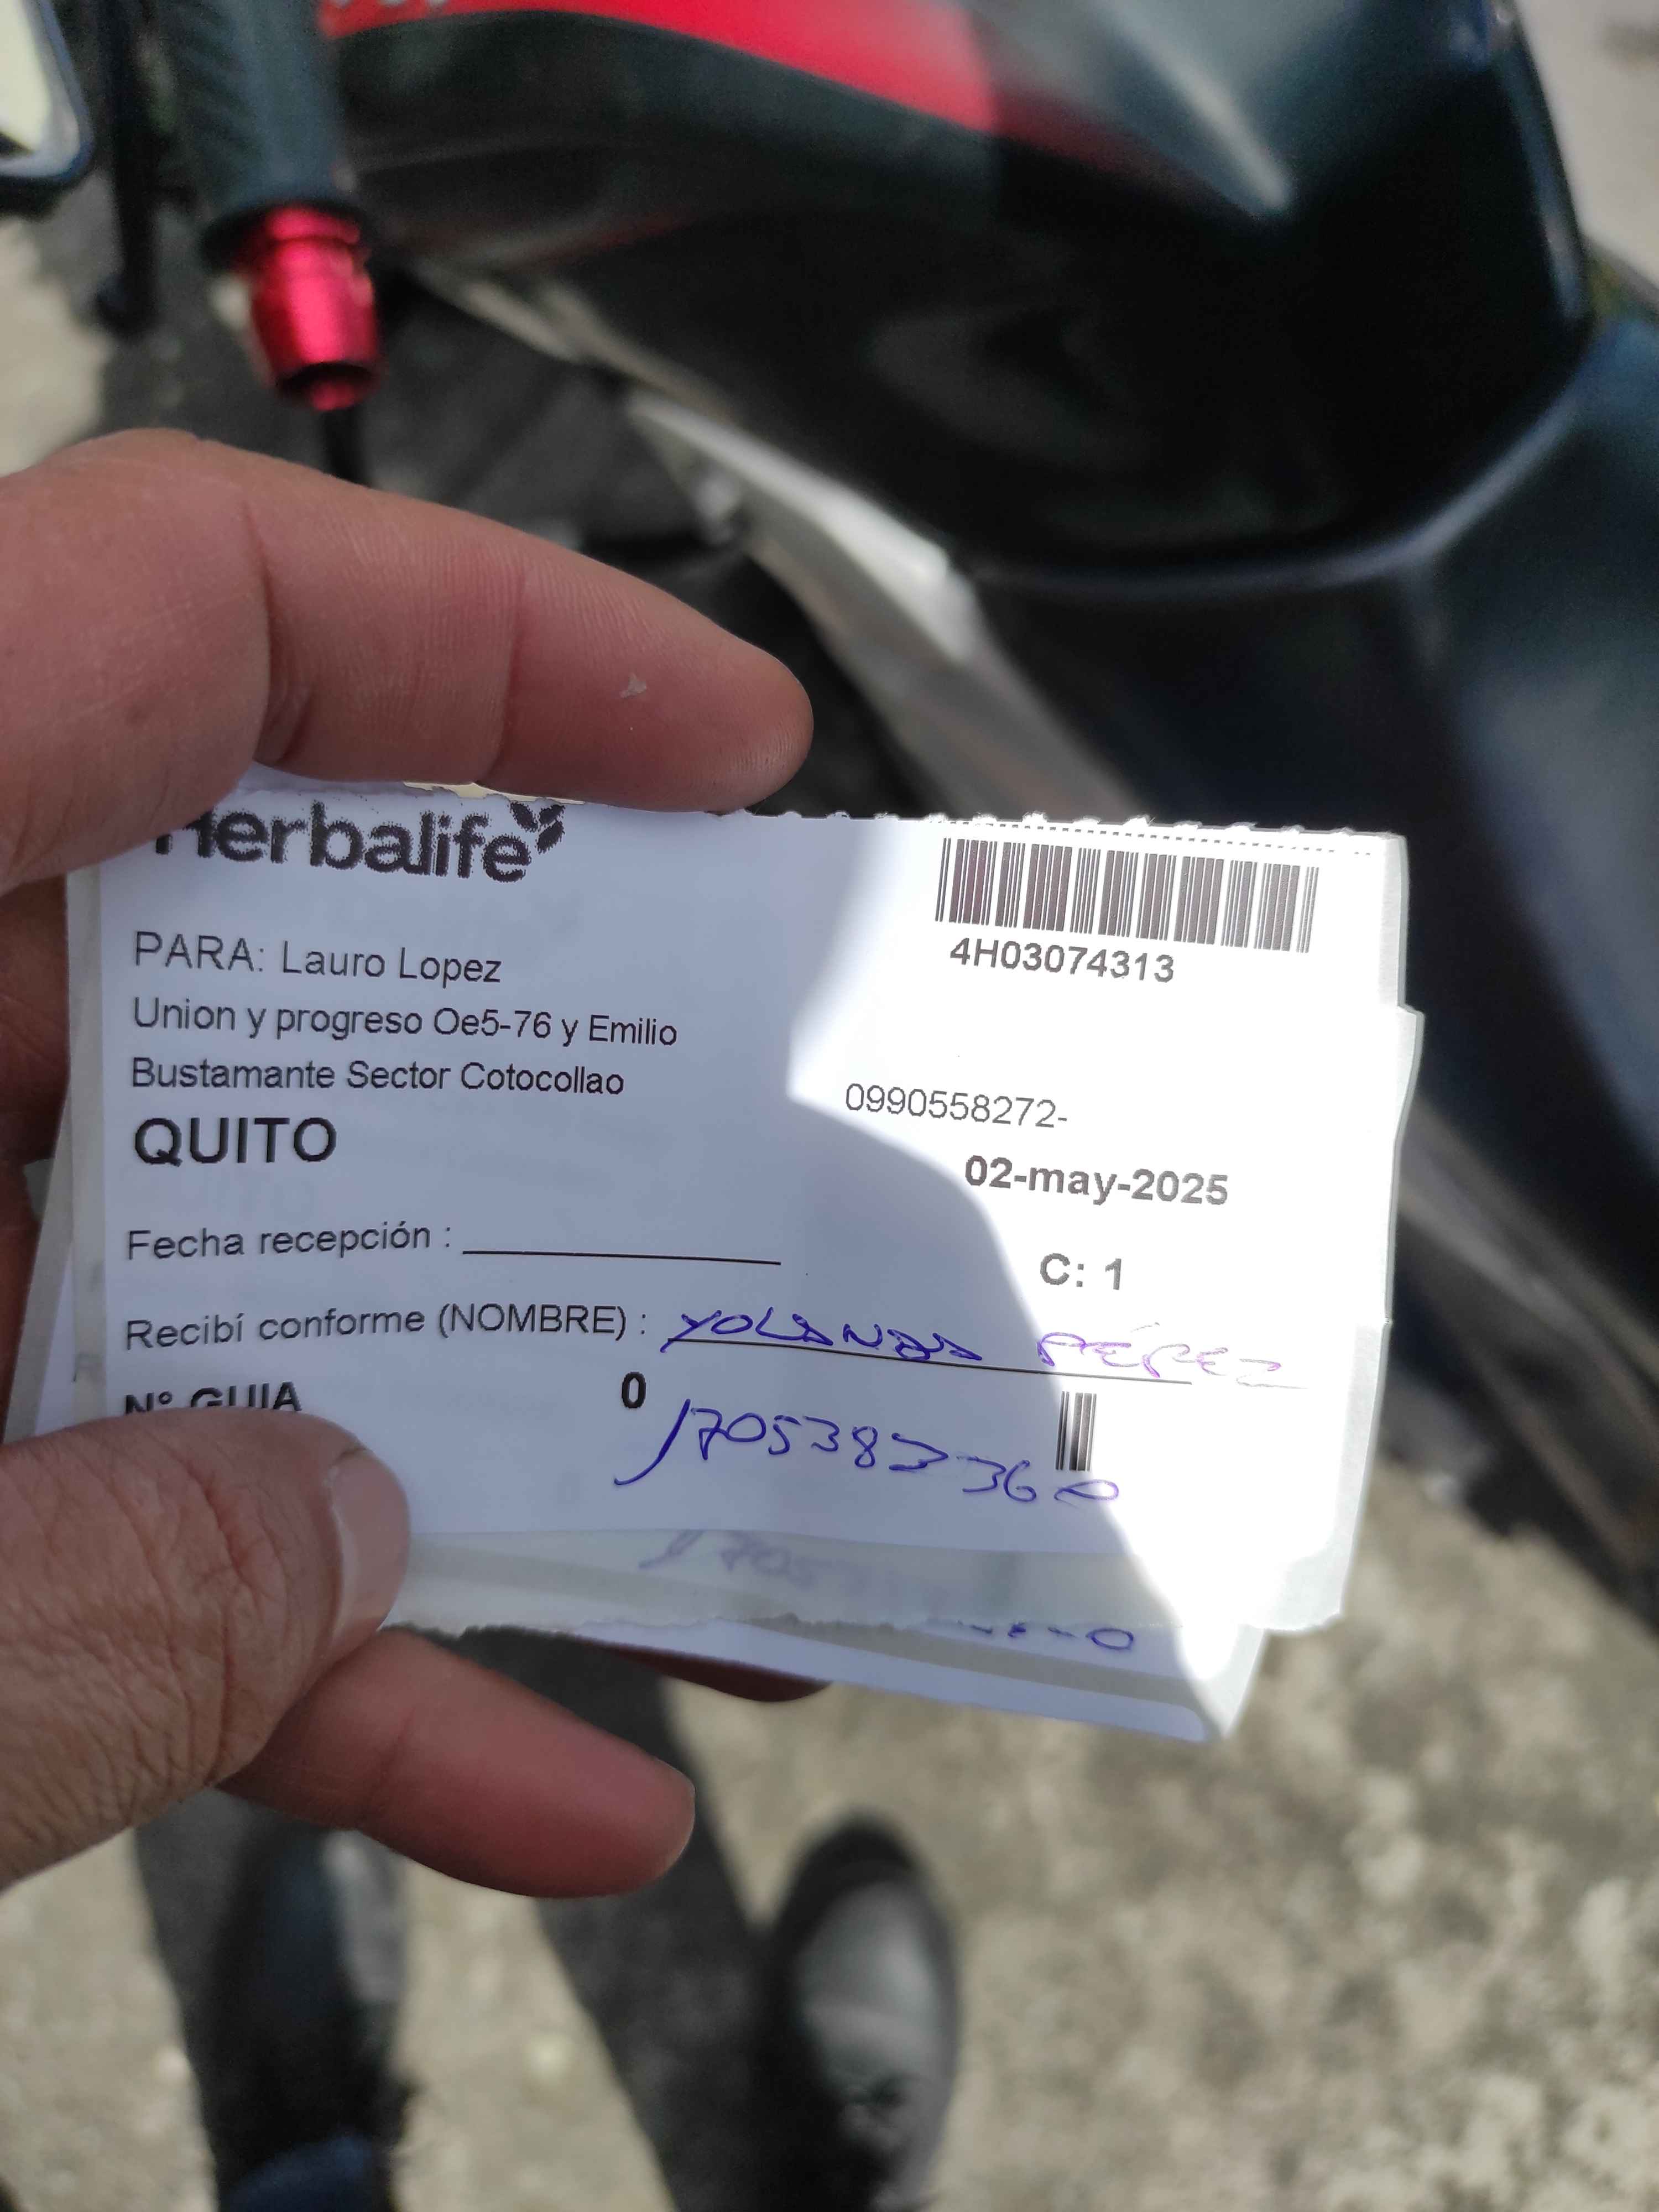 Herbalife
4H03074313
PARA: Lauro Lopez
Union y progreso Oe5-76 y Emilio
Bustamante Sector Cotocollao
0990558272-
QUITO
02-may-2025
Fecha recepción :
C: 1
Recibí conforme (NOMBRE) : YOLANDA PÉREZ
Nº GUIA 0